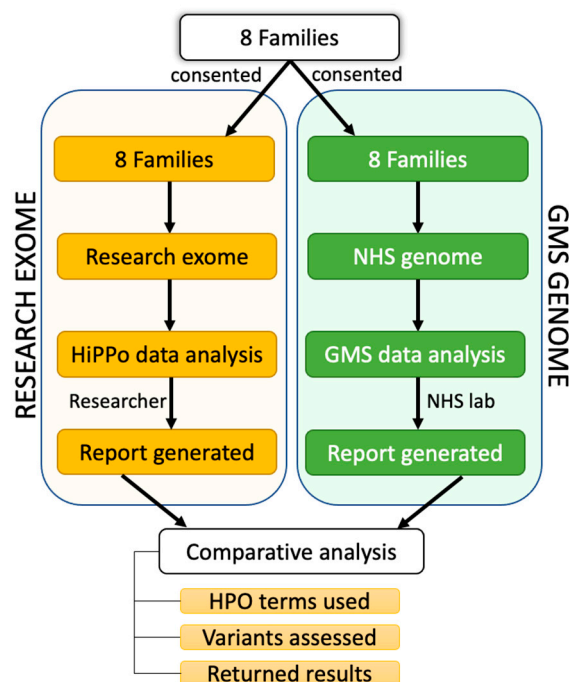 8 Families
consented
consented
RESEARCH EXOME
8 Families
Research exome
HiPPo data analysis
Researcher
Report generated
GMS GENOME
8 Families
NHS genome
GMS data analysis
NHS lab
Report generated
Comparative analysis
HPO terms used
Variants assessed
Returned results